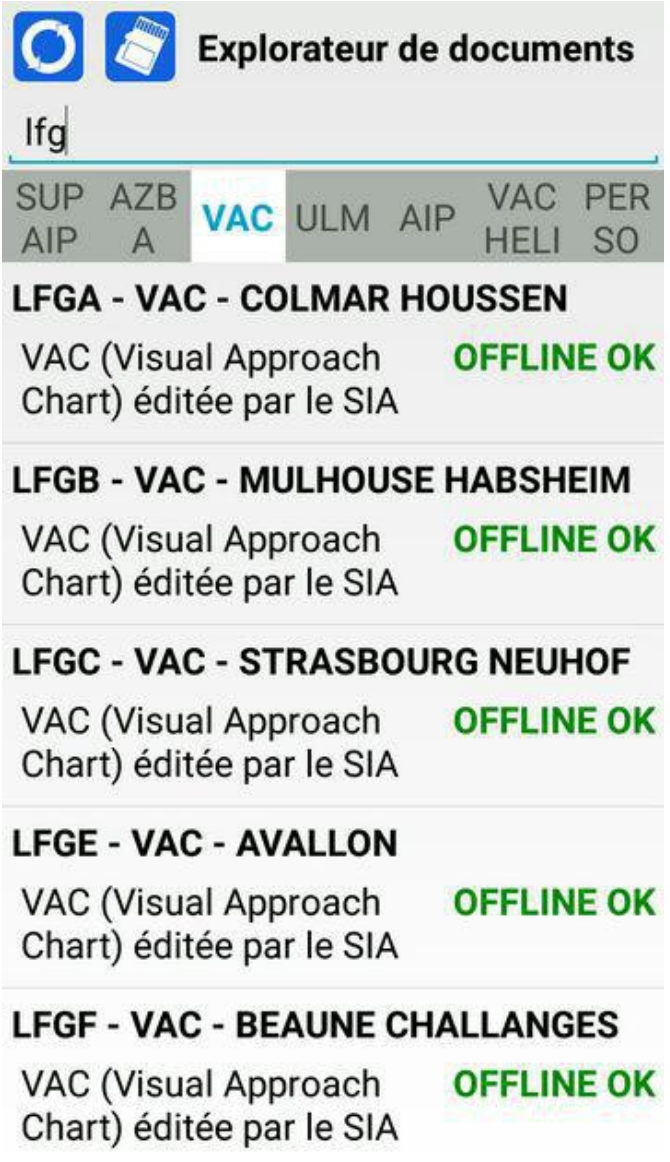 Explorateur de documents
lfg
SUP AZB VAC ULM AIP VAC PER
AIP A HELI SO
LFGA - VAC - COLMAR HOUSSEN
VAC (Visual Approach OFFLINE OK
Chart) éditée par le SIA
LFGB - VAC - MULHOUSE HABSHEIM
VAC (Visual Approach OFFLINE OK
Chart) éditée par le SIA
LFGC - VAC - STRASBOURG NEUHOF
VAC (Visual Approach OFFLINE OK
Chart) éditée par le SIA
LFGE - VAC - AVALLON
VAC (Visual Approach OFFLINE OK
Chart) éditée par le SIA
LFGF - VAC - BEAUNE CHALLANGES
VAC (Visual Approach OFFLINE OK
Chart) éditée par le SIA